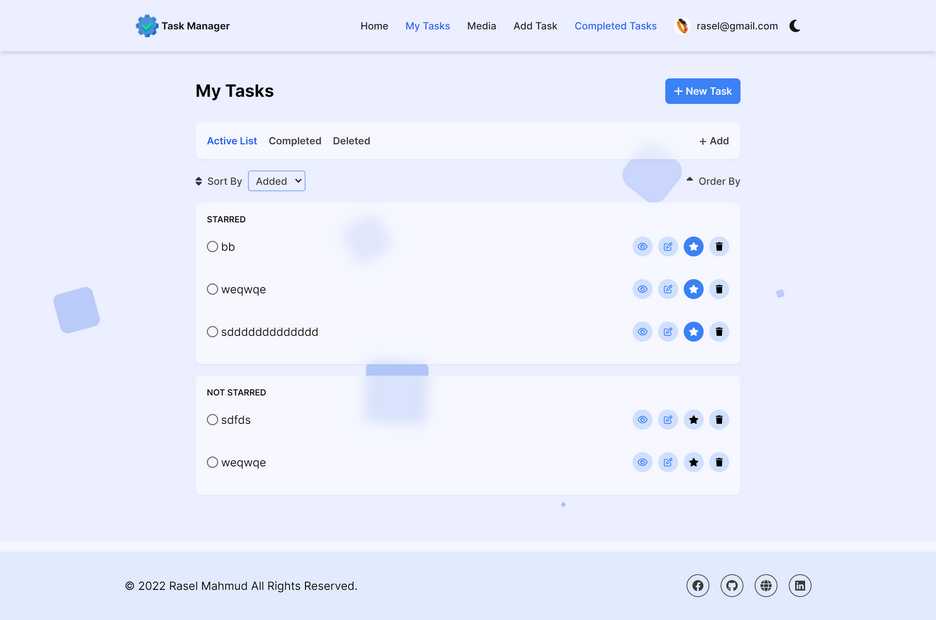 Task Manager Home My Tasks Media Add Task Completed Tasks rasel@gmail.com
My Tasks + New Task
Active List Completed Deleted + Add
Sort By Added Order By
STARRED
bb
weqwqe
sddddddddddddd
NOT STARRED
sdfds
weqwqe
© 2022 Rasel Mahmud All Rights Reserved.